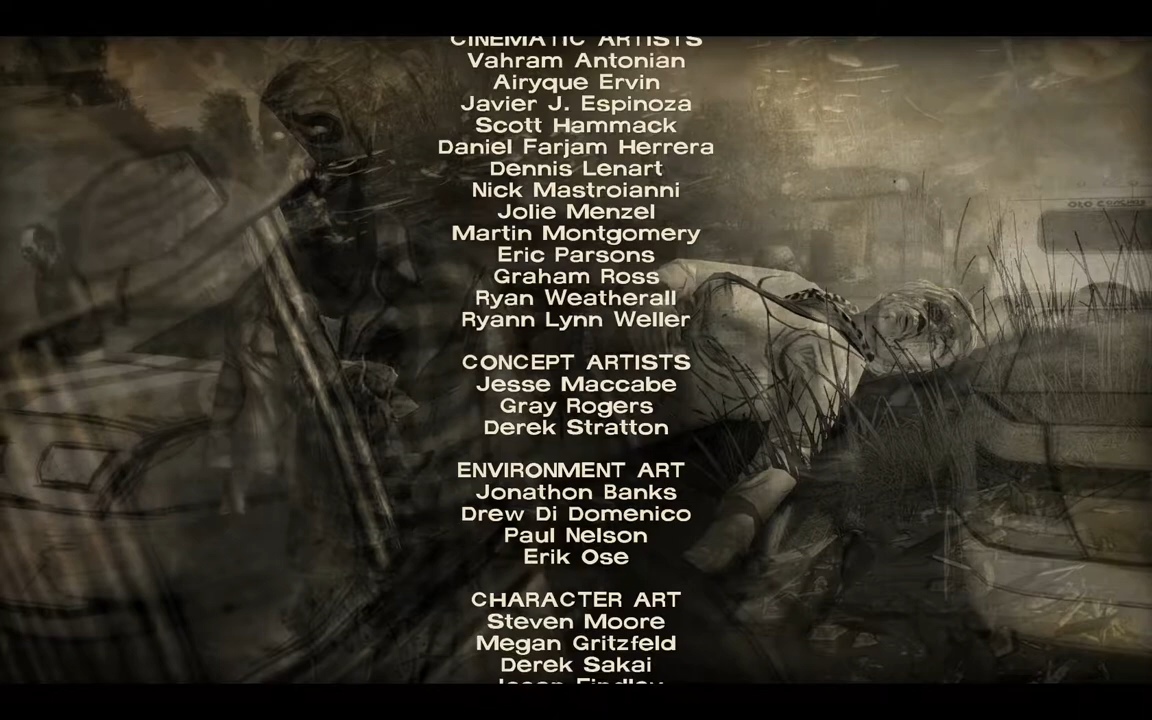 CINEMATIC ARTISTS
Vahram Antonian
Airyque Ervin
Javier J. Espinoza
Scott Hammack
Daniel Farjam Herrera
Dennis Lenart
Nick Mastroianni
Jolie Menzel
Martin Montgomery
Eric Parsons
Graham Ross
Ryan Weatherall
Ryann Lynn Weller
CONCEPT ARTISTS
Jesse Maccabe
Gray Rogers
Derek Stratton
ENVIRONMENT ART
Jonathon Banks
Drew Di Domenico
Paul Nelson
Erik Ose
CHARACTER ART
Steven Moore
Megan Gritzfeld
Derek Sakai